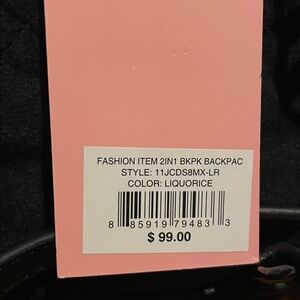 FASHION ITEM 2IN1 BKPK BACKPAC
STYLE: 11JCDS8MX-LR
COLOR: LIQUORICE
8 85919 79483 3
$ 99.00